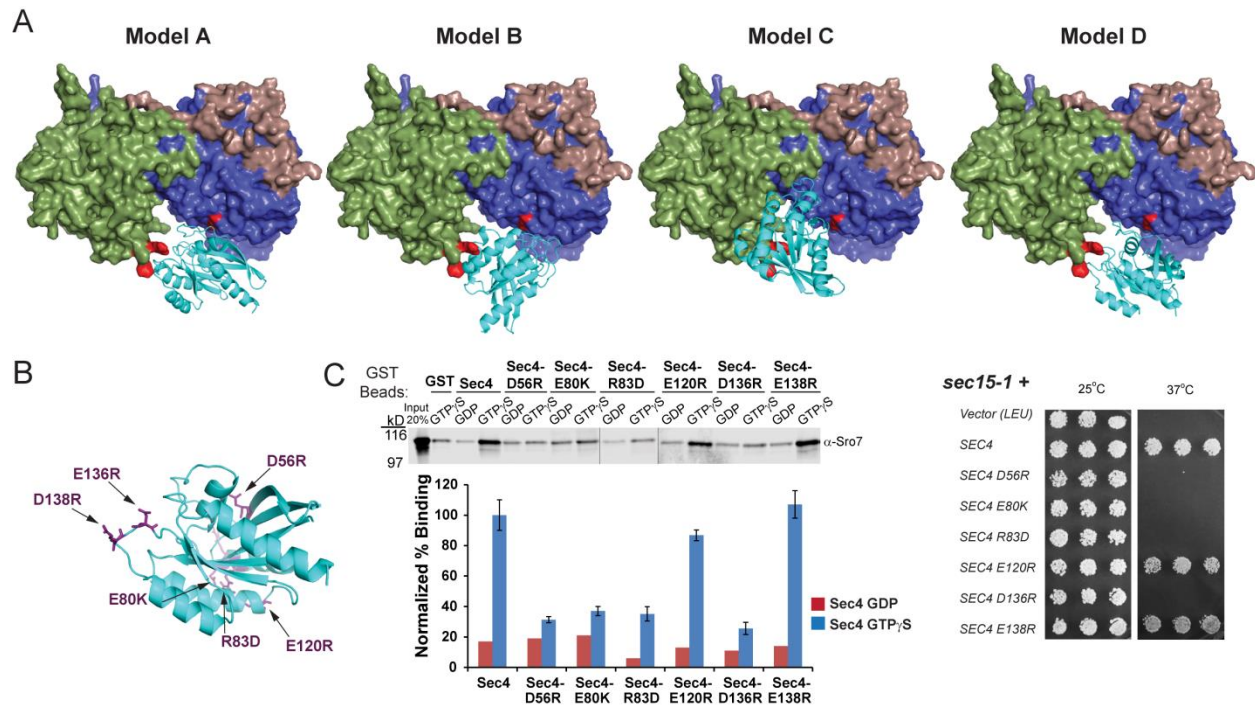 A
Model A
Model B
Model C
Model D
B
D138R
E136R
D56R
E80K
R83D
E120R
C
GST Beads:
GST
Sec4
Sec4-D56R
Sec4-E80K
Sec4-R83D
Sec4-E120R
Sec4-D136R
Sec4-E138R
kD
Input 20%
GTPγS
GDP
GTPγS
GDP
GTPγS
GDP
GTPγS
GDP
GTPγS
GDP
GTPγS
GDP
GTPγS
GDP
GTPγS
116
97
α-Sro7
Normalized % Binding
120
100
80
60
40
20
0
Sec4 GDP
Sec4 GTPγS
Sec4
Sec4-D56R
Sec4-E80K
Sec4-R83D
Sec4-E120R
Sec4-D136R
Sec4-E138R
sec15-1 +
25°C
37°C
Vector (LEU)
SEC4
SEC4 D56R
SEC4 E80K
SEC4 R83D
SEC4 E120R
SEC4 D136R
SEC4 E138R